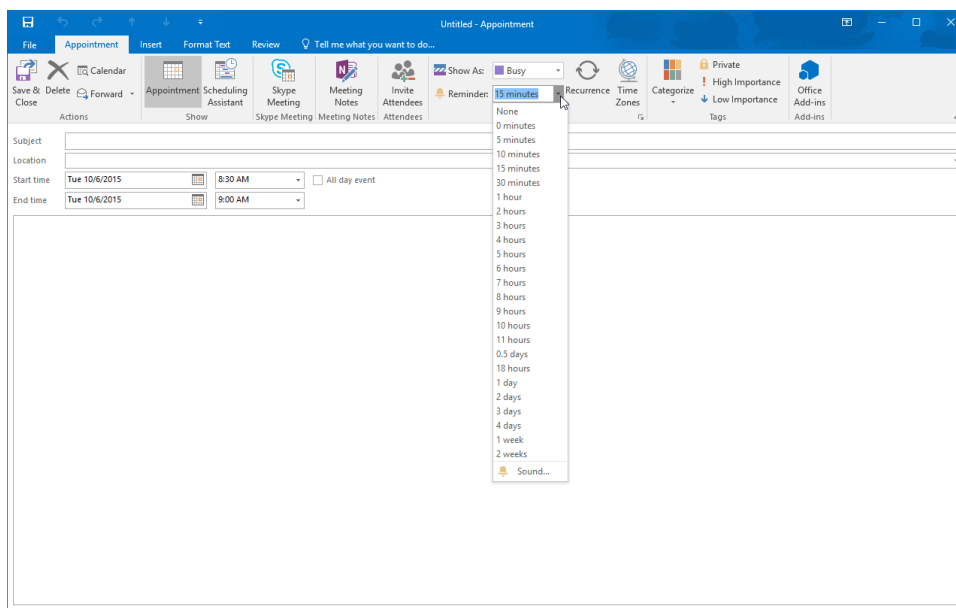 Untitled - Appointment
File Appointment Insert Format Text Review Tell me what you want to do...
Save & Close
Delete
Calendar
Forward
Actions
Appointment
Scheduling Assistant
Show
Skype Meeting
Skype Meeting
Meeting Notes
Meeting Notes
Invite Attendees
Attendees
Show As: Busy
Reminder: 15 minutes
Recurrence
Time Zones
Categorize
Private
High Importance
Low Importance
Tags
Office Add-ins
Add-ins
Subject
Location
Start time Tue 10/6/2015 8:30 AM All day event
End time Tue 10/6/2015 9:00 AM
None
0 minutes
5 minutes
10 minutes
15 minutes
30 minutes
1 hour
2 hours
3 hours
4 hours
5 hours
6 hours
7 hours
8 hours
9 hours
10 hours
11 hours
0.5 days
18 hours
1 day
2 days
3 days
4 days
1 week
2 weeks
Sound...